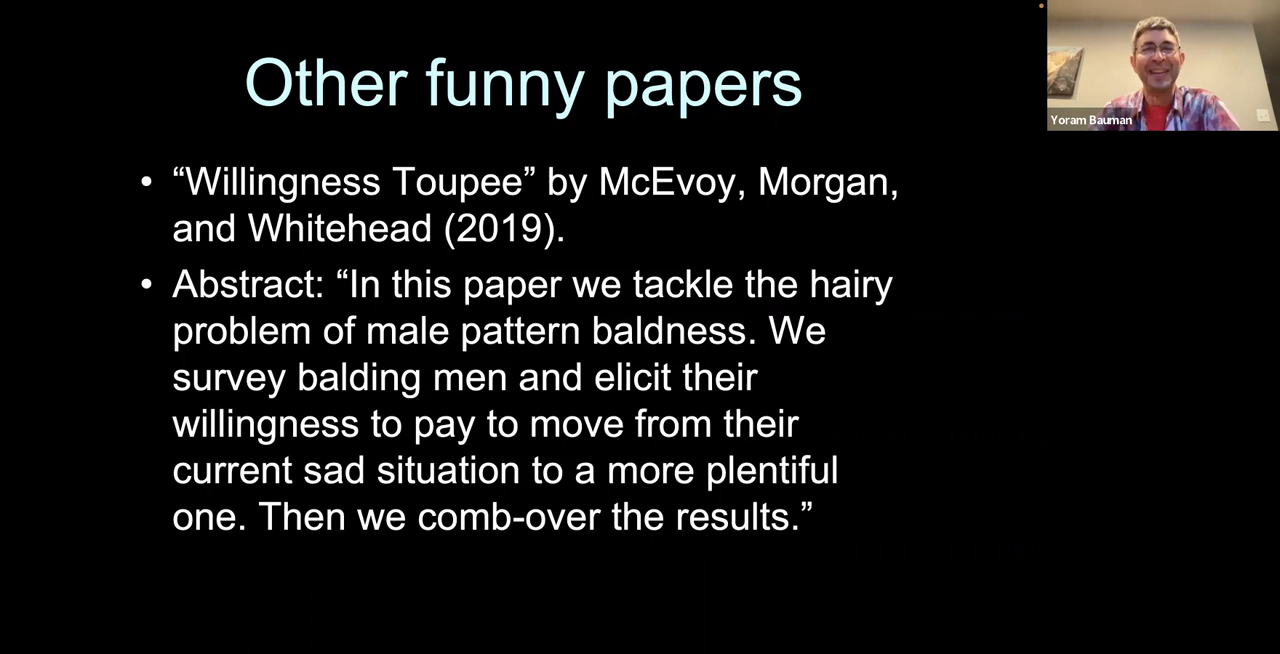 Other funny papers
Yoram Bauman
• “Willingness Toupee” by McEvoy, Morgan,
and Whitehead (2019).
• Abstract: “In this paper we tackle the hairy
problem of male pattern baldness. We
survey balding men and elicit their
willingness to pay to move from their
current sad situation to a more plentiful
one. Then we comb-over the results.”